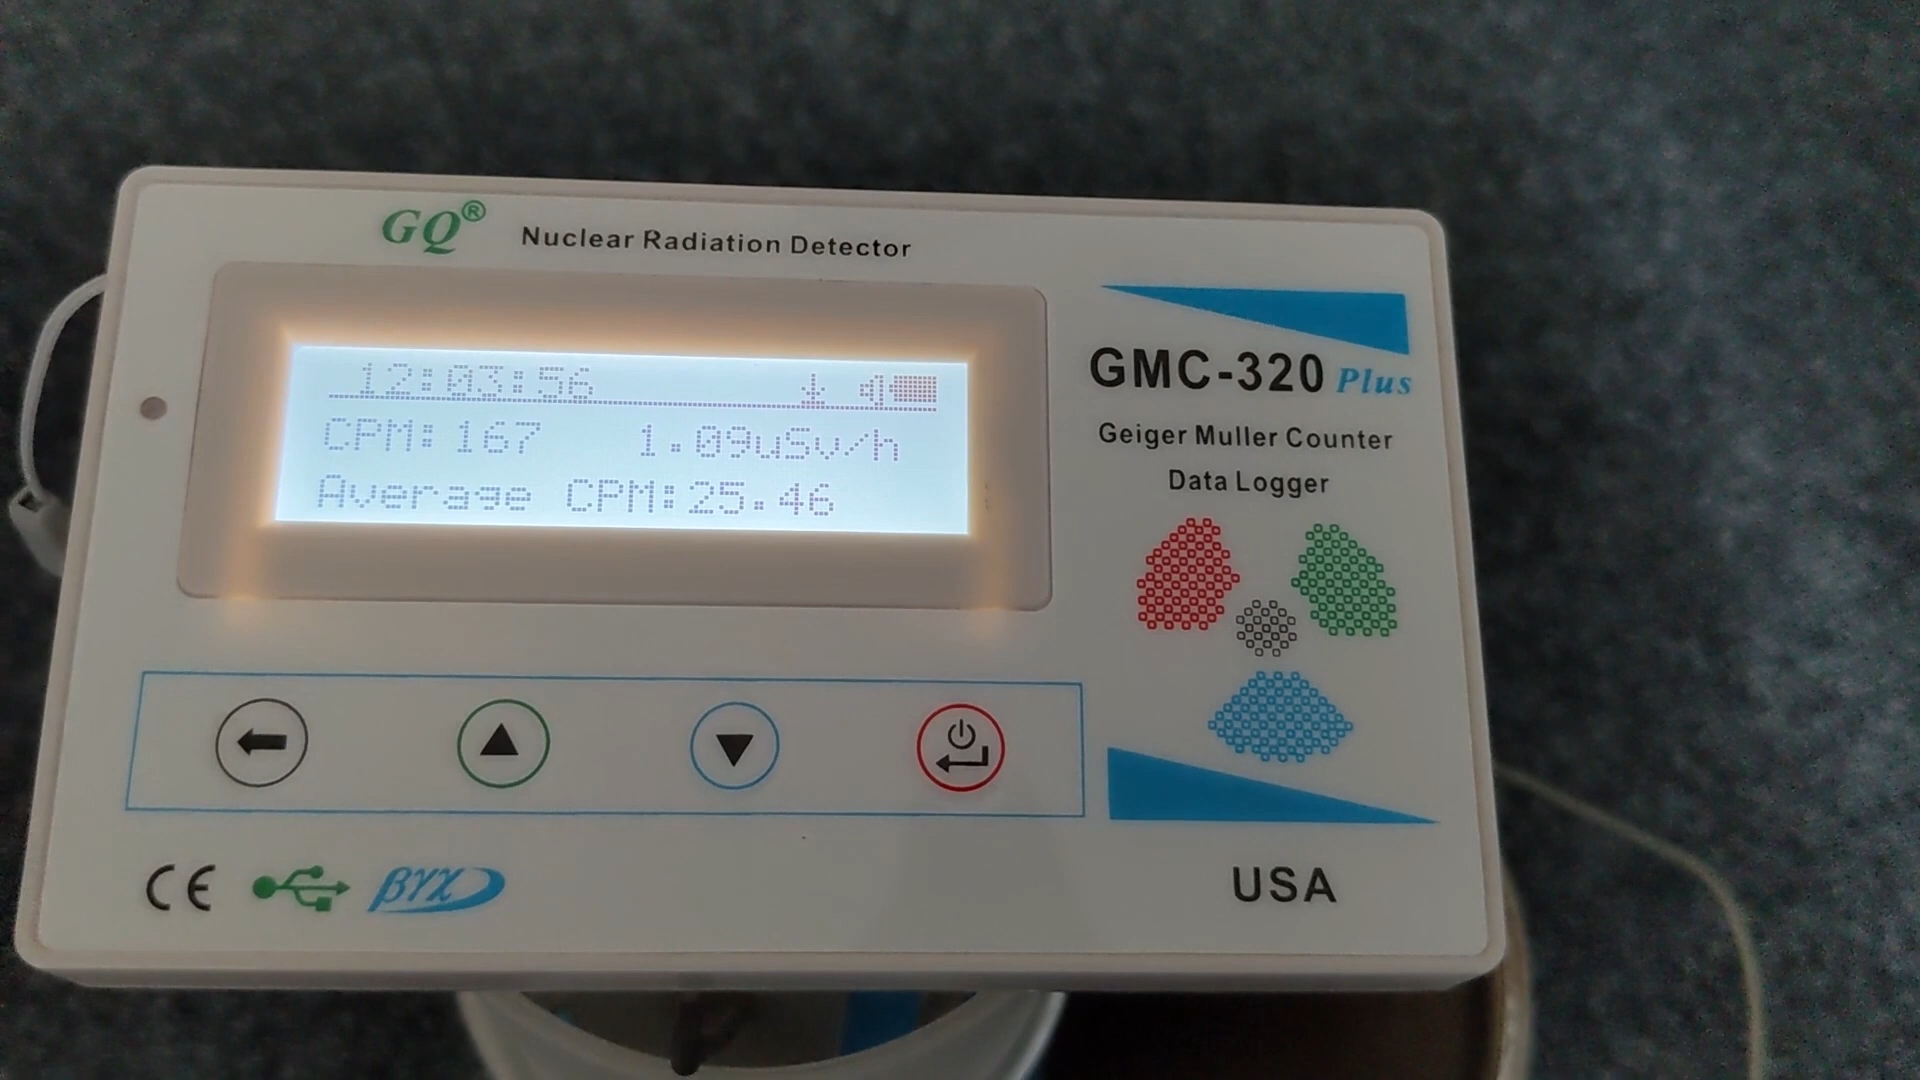 GQ® Nuclear Radiation Detector
12:03:56
CPM:167 1.09uSv/h
Average CPM:25.46
GMC-320 Plus
Geiger Muller Counter
Data Logger
CE βγχ
USA